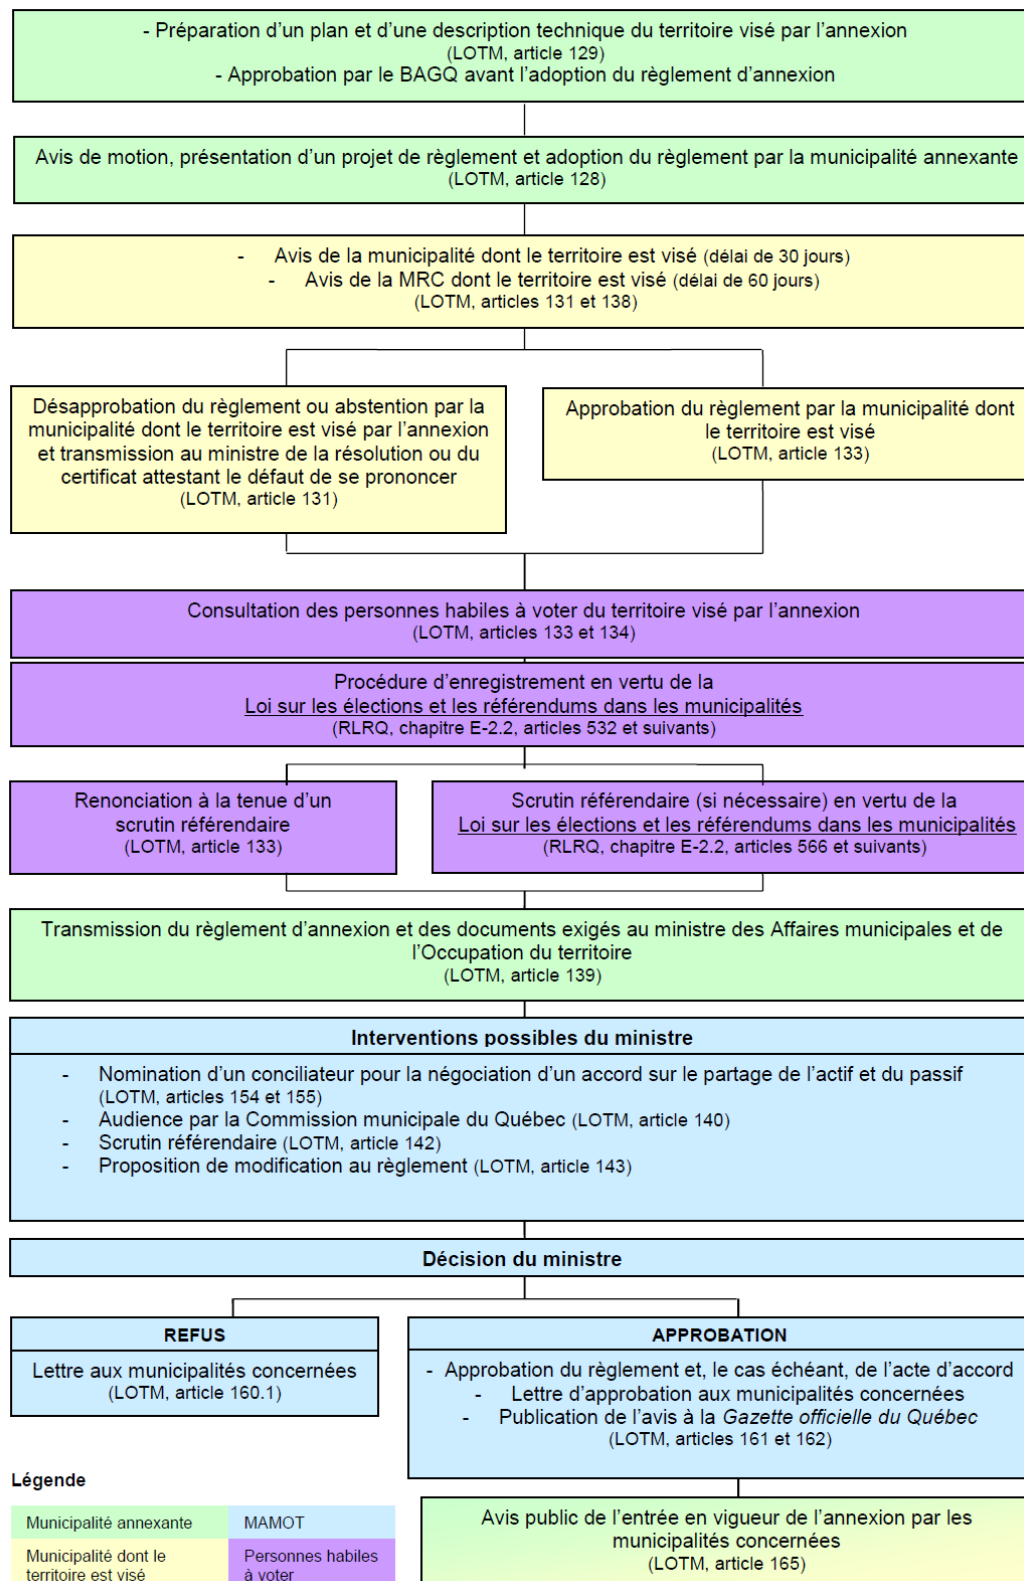 - Préparation d'un plan et d'une description technique du territoire visé par l'annexion
(LOTM, article 129)
- Approbation par le BAGQ avant l'adoption du règlement d'annexion
Avis de motion, présentation d'un projet de règlement et adoption du règlement par la municipalité annexante
(LOTM, article 128)
- Avis de la municipalité dont le territoire est visé (délai de 30 jours)
- Avis de la MRC dont le territoire est visé (délai de 60 jours)
(LOTM, articles 131 et 138)
Désapprobation du règlement ou abstention par la
municipalité dont le territoire est visé par l'annexion
et transmission au ministre de la résolution ou du
certificat attestant le défaut de se prononcer
(LOTM, article 131)
Approbation du règlement par la municipalité dont
le territoire est visé
(LOTM, article 133)
Consultation des personnes habiles à voter du territoire visé par l'annexion
(LOTM, articles 133 et 134)
Procédure d'enregistrement en vertu de la
Loi sur les élections et les référendums dans les municipalités
(RLRQ, chapitre E-2.2, articles 532 et suivants)
Renonciation à la tenue d'un
scrutin référendaire
(LOTM, article 133)
Scrutin référendaire (si nécessaire) en vertu de la
Loi sur les élections et les référendums dans les municipalités
(RLRQ, chapitre E-2.2, articles 566 et suivants)
Transmission du règlement d'annexion et des documents exigés au ministre des Affaires municipales et de
l'Occupation du territoire
(LOTM, article 139)
Interventions possibles du ministre
- Nomination d'un conciliateur pour la négociation d'un accord sur le partage de l'actif et du passif
(LOTM, articles 154 et 155)
- Audience par la Commission municipale du Québec (LOTM, article 140)
- Scrutin référendaire (LOTM, article 142)
- Proposition de modification au règlement (LOTM, article 143)
Décision du ministre
REFUS
Lettre aux municipalités concernées
(LOTM, article 160.1)
APPROBATION
- Approbation du règlement et, le cas échéant, de l'acte d'accord
- Lettre d'approbation aux municipalités concernées
- Publication de l'avis à la Gazette officielle du Québec
(LOTM, articles 161 et 162)
Légende
Municipalité annexante
MAMOT
Municipalité dont le
territoire est visé
Personnes habiles
à voter
Avis public de l'entrée en vigueur de l'annexion par les
municipalités concernées
(LOTM, article 165)